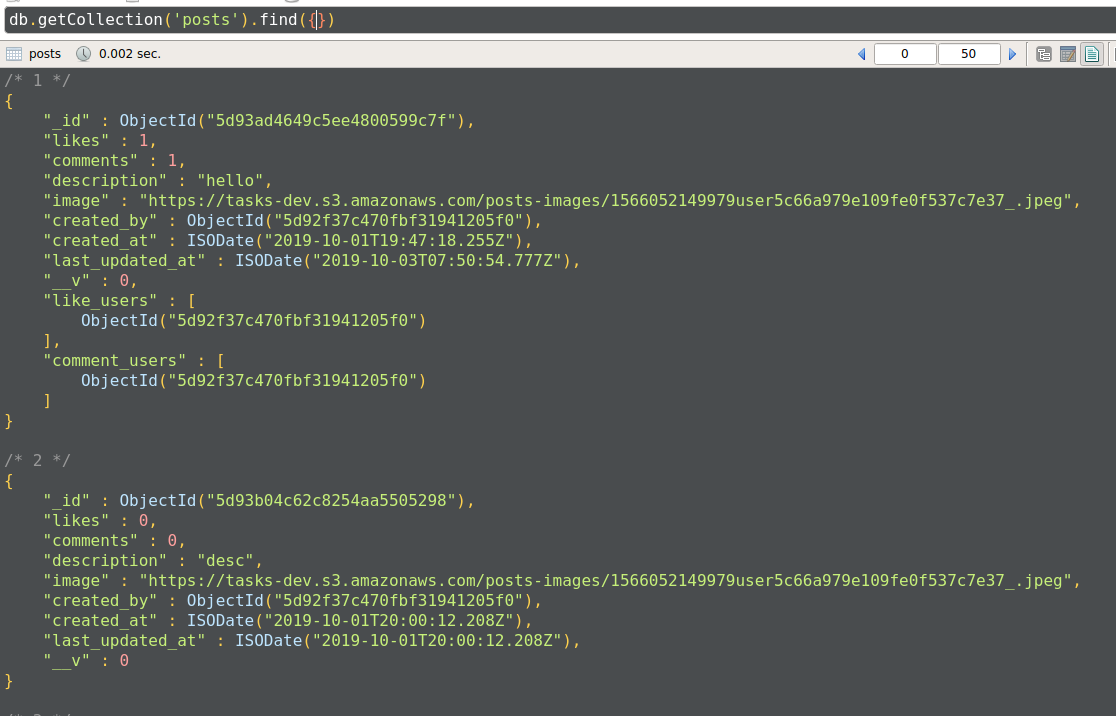 db.getCollection('posts').find({})
posts 0.002 sec. 0 50
/* 1 */
{
    "_id" : ObjectId("5d93ad4649c5ee4800599c7f"),
    "likes" : 1,
    "comments" : 1,
    "description" : "hello",
    "image" : "https://tasks-dev.s3.amazonaws.com/posts-images/1566052149979user5c66a979e109fe0f537c7e37_.jpeg",
    "created_by" : ObjectId("5d92f37c470fbf31941205f0"),
    "created_at" : ISODate("2019-10-01T19:47:18.255Z"),
    "last_updated_at" : ISODate("2019-10-03T07:50:54.777Z"),
    "__v" : 0,
    "like_users" : [
        ObjectId("5d92f37c470fbf31941205f0")
    ],
    "comment_users" : [
        ObjectId("5d92f37c470fbf31941205f0")
    ]
}
/* 2 */
{
    "_id" : ObjectId("5d93b04c62c8254aa5505298"),
    "likes" : 0,
    "comments" : 0,
    "description" : "desc",
    "image" : "https://tasks-dev.s3.amazonaws.com/posts-images/1566052149979user5c66a979e109fe0f537c7e37_.jpeg",
    "created_by" : ObjectId("5d92f37c470fbf31941205f0"),
    "created_at" : ISODate("2019-10-01T20:00:12.208Z"),
    "last_updated_at" : ISODate("2019-10-01T20:00:12.208Z"),
    "__v" : 0
}